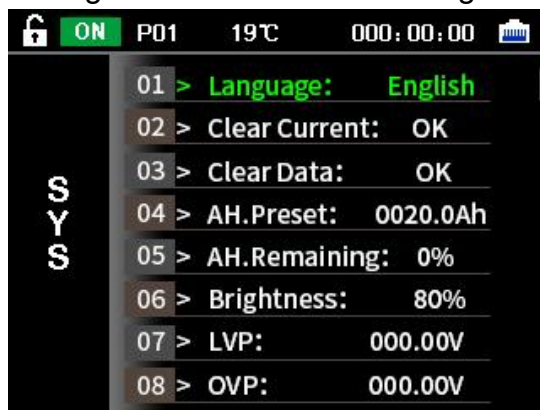 ON P01 19℃ 000:00:00
SYS
01 > Language: English
02 > Clear Current: OK
03 > Clear Data: OK
04 > AH.Preset: 0020.0Ah
05 > AH.Remaining: 0%
06 > Brightness: 80%
07 > LVP: 000.00V
08 > OVP: 000.00V